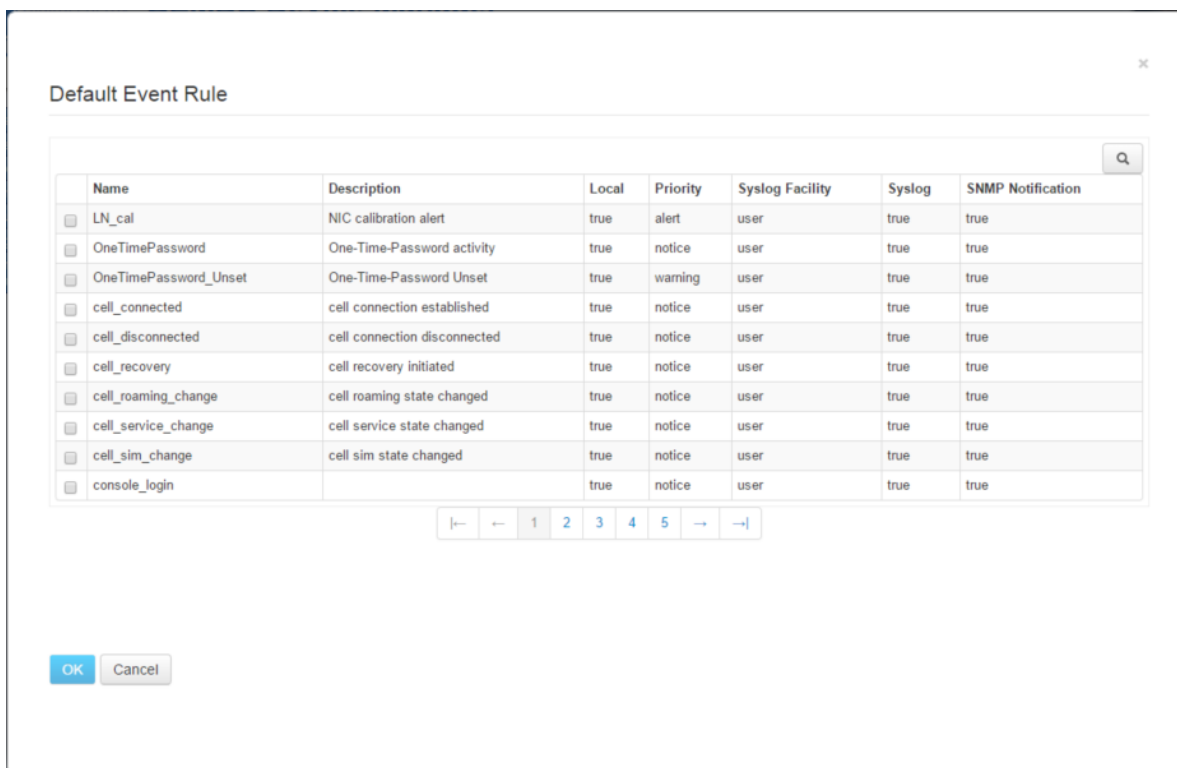 ×
Default Event Rule
Name Description Local Priority Syslog Facility Syslog SNMP Notification
LN_cal NIC calibration alert true alert user true true
OneTimePassword One-Time-Password activity true notice user true true
OneTimePassword_Unset One-Time-Password Unset true warning user true true
cell_connected cell connection established true notice user true true
cell_disconnected cell connection disconnected true notice user true true
cell_recovery cell recovery initiated true notice user true true
cell_roaming_change cell roaming state changed true notice user true true
cell_service_change cell service state changed true notice user true true
cell_sim_change cell sim state changed true notice user true true
console_login true notice user true true
|← ← 1 2 3 4 5 → →|
OK Cancel